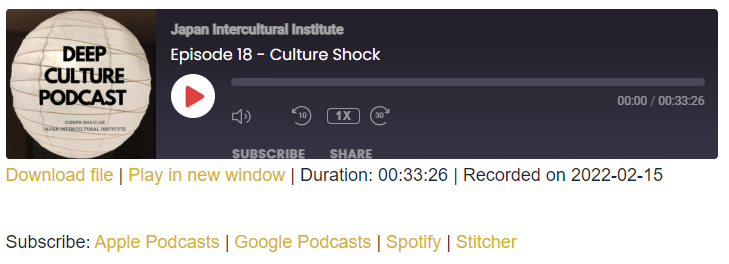 DEEP
CULTURE
PODCAST
JOSEPH SHAULES
JAPAN INTERCULTURAL INSTITUTE
Japan Intercultural Institute
Episode 18 - Culture Shock
00:00 / 00:33:26
10 1X 30
SUBSCRIBE SHARE
Download file | Play in new window | Duration: 00:33:26 | Recorded on 2022-02-15
Subscribe: Apple Podcasts | Google Podcasts | Spotify | Stitcher